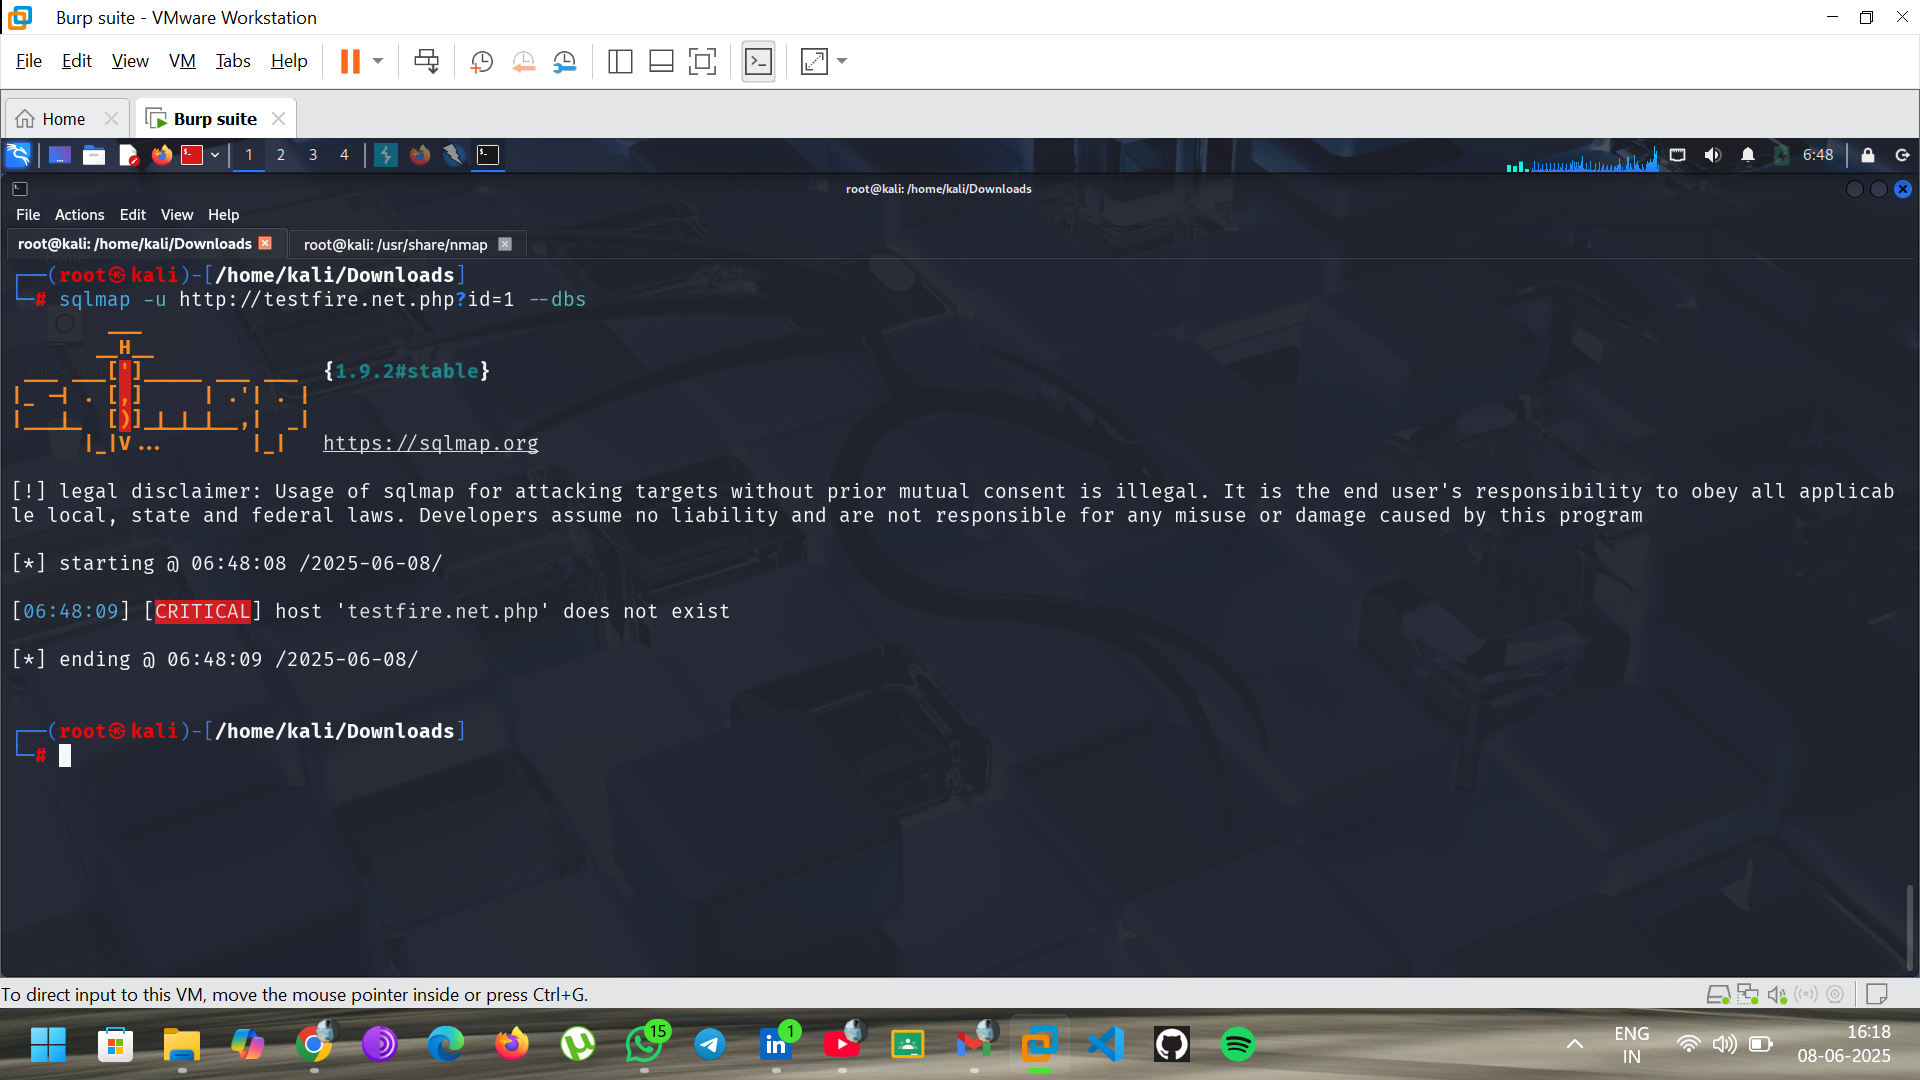 Burp suite - VMware Workstation
File Edit View VM Tabs Help
Home
Burp suite
1 2 3 4
6:48
root@kali: /home/kali/Downloads
File Actions Edit View Help
root@kali: /home/kali/Downloads
root@kali: /usr/share/nmap
┌──(root㉿kali)-[/home/kali/Downloads]
└─# sqlmap -u http://testfire.net.php?id=1 --dbs
        ___
       __H__
 ___ ___[']_____ ___ ___  {1.9.2#stable}
|_ -| . [,]     | .'| . |
|___|_  [)]_|_|_|__,|  _|
      |_|V...       |_|   https://sqlmap.org
[!] legal disclaimer: Usage of sqlmap for attacking targets without prior mutual consent is illegal. It is the end user's responsibility to obey all applicab
le local, state and federal laws. Developers assume no liability and are not responsible for any misuse or damage caused by this program
[*] starting @ 06:48:08 /2025-06-08/
[06:48:09] [CRITICAL] host 'testfire.net.php' does not exist
[*] ending @ 06:48:09 /2025-06-08/
┌──(root㉿kali)-[/home/kali/Downloads]
└─#
To direct input to this VM, move the mouse pointer inside or press Ctrl+G.
15
1
in
ENG
IN
16:18
08-06-2025